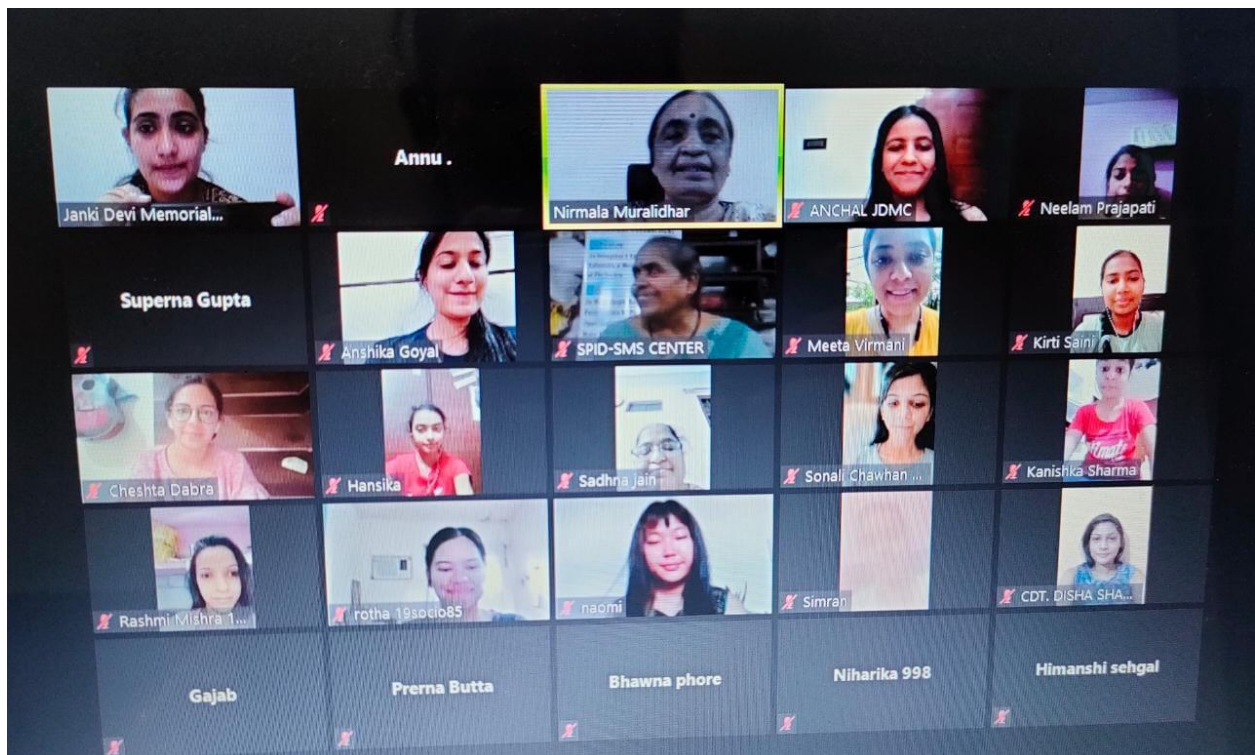 Janki Devi Memorial...
Annu .
Nirmala Muralidhar
ANCHAL JDMC
Neelam Prajapati
Superna Gupta
Anshika Goyal
SPID-SMS CENTER
Meeta Virmani
Kirti Saini
Cheshta Dabra
Hansika
Sadhna jain
Sonali Chawhan ...
Kanishka Sharma
Rashmi Mishra 1...
rotha 19socio85
naomi
Simran
CDT. DISHA SHA...
Gajab
Prerna Butta
Bhawna phore
Niharika 998
Himanshi sehgal